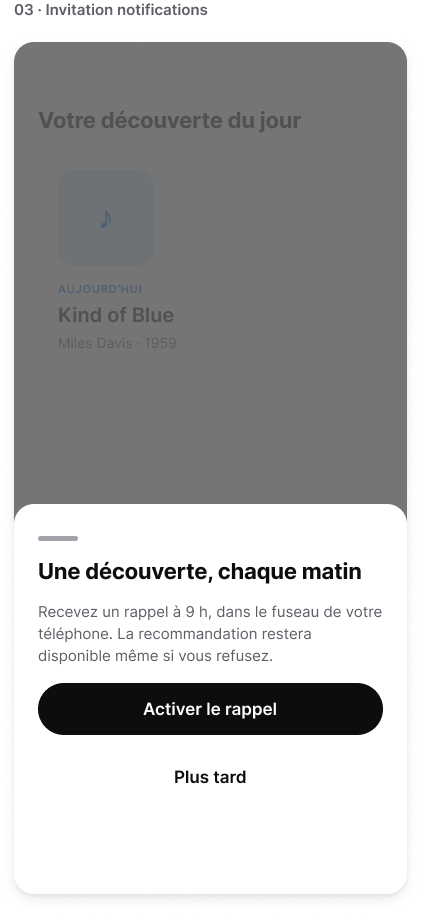 03 · Invitation notifications
Votre découverte du jour
♪
AUJOURD'HUI
Kind of Blue
Miles Davis · 1959
Une découverte, chaque matin
Recevez un rappel à 9 h, dans le fuseau de votre
téléphone. La recommandation restera
disponible même si vous refusez.
Activer le rappel
Plus tard